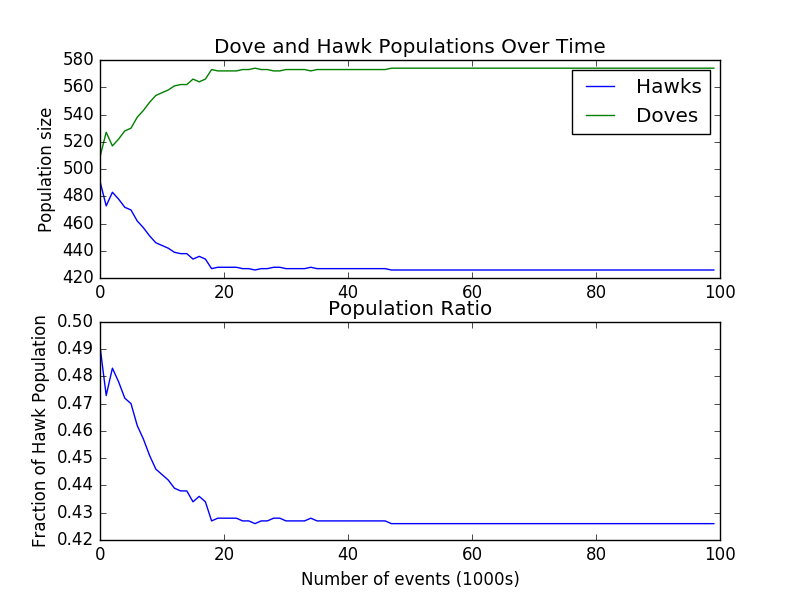 Dove and Hawk Populations Over Time
580
560
540
520
500
480
460
440
420
Population size
Hawks
Doves
0 20 40 60 80 100
Population Ratio
0.50
0.49
0.48
0.47
0.46
0.45
0.44
0.43
0.42
Fraction of Hawk Population
0 20 40 60 80 100
Number of events (1000s)